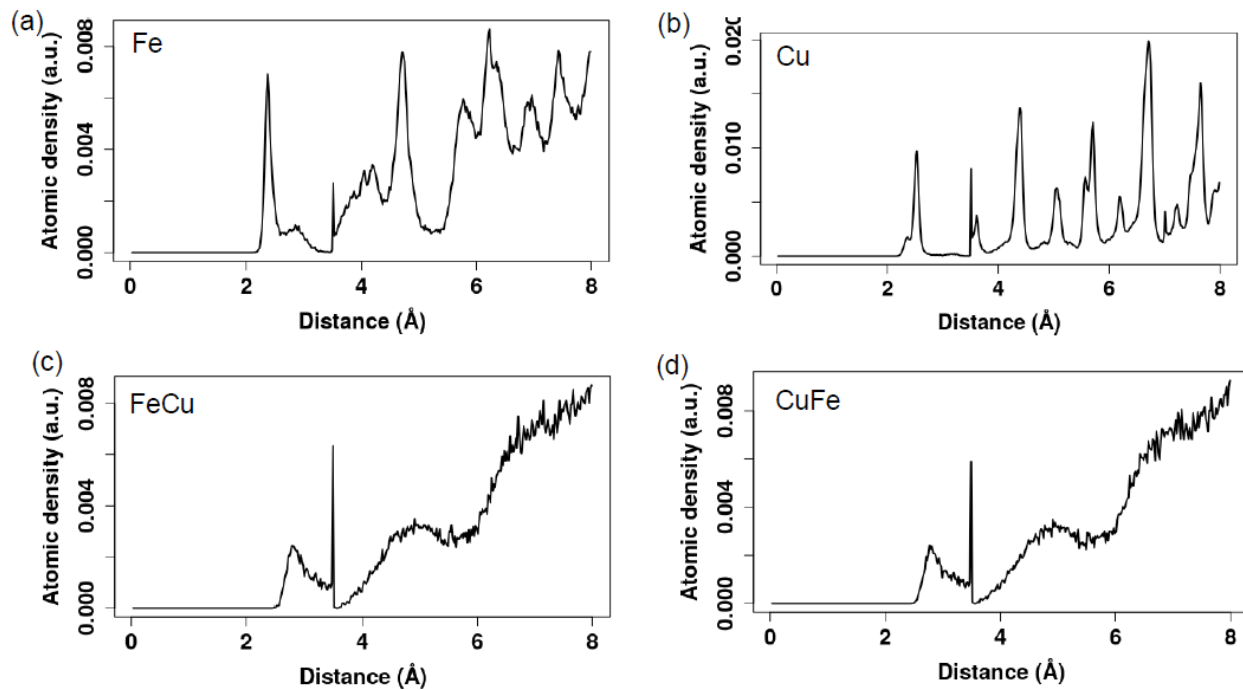 (a)
Fe
Atomic density (a.u.)
0.000 0.004 0.008
0 2 4 6 8
Distance (Å)
(b)
Cu
Atomic density (a.u.)
0.000 0.010 0.020
0 2 4 6 8
Distance (Å)
(c)
FeCu
Atomic density (a.u.)
0.000 0.004 0.008
0 2 4 6 8
Distance (Å)
(d)
CuFe
Atomic density (a.u.)
0.000 0.004 0.008
0 2 4 6 8
Distance (Å)